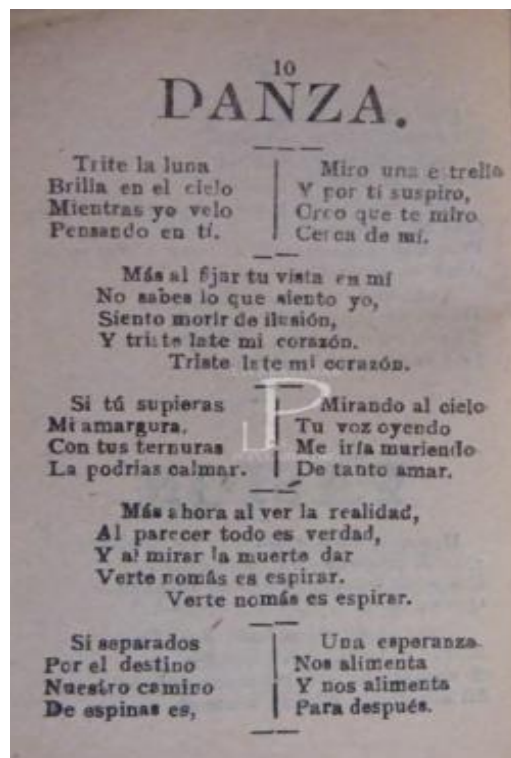 10
DANZA.
Trite la luna
Brilla en el cielo
Mientras yo velo
Pensando en tí.
Miro una estrella
Y por tí suspiro,
Creo que te miro
Cerca de mí.
Más al fijar tu vista en mí
No sabes lo que siento yo,
Siento morir de ilusión,
Y triste late mi corazón.
Triste late mi corazón.
Si tú supieras
Mi amargura.
Con tus ternuras
La podrias calmar.
Mirando al cielo
Tu voz oyendo
Me iría muriendo
De tanto amar.
Más ahora al ver la realidad,
Al parecer todo es verdad,
Y al mirar la muerte dar
Verte nomás es espirar.
Verte nomás es espirar.
Si separados
Por el destino
Nuestro camino
De espinas es,
Una esperanza
Nos alimenta
Y nos alimenta
Para después.